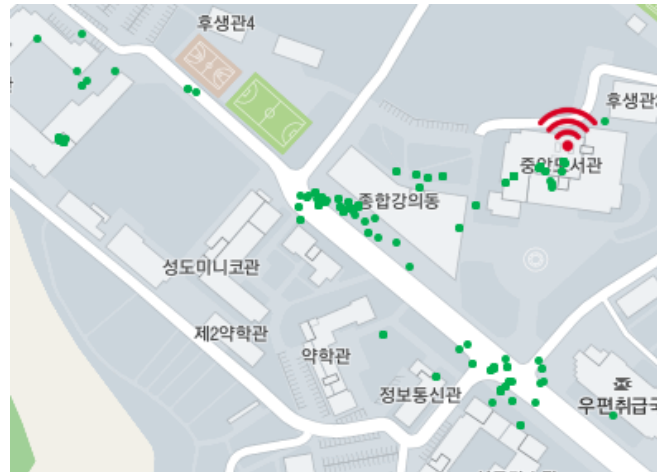 후생관4
후생관
중앙도서관
종합강의동
성도미니코관
제2약학관
약학관
정보통신관
우편취급국